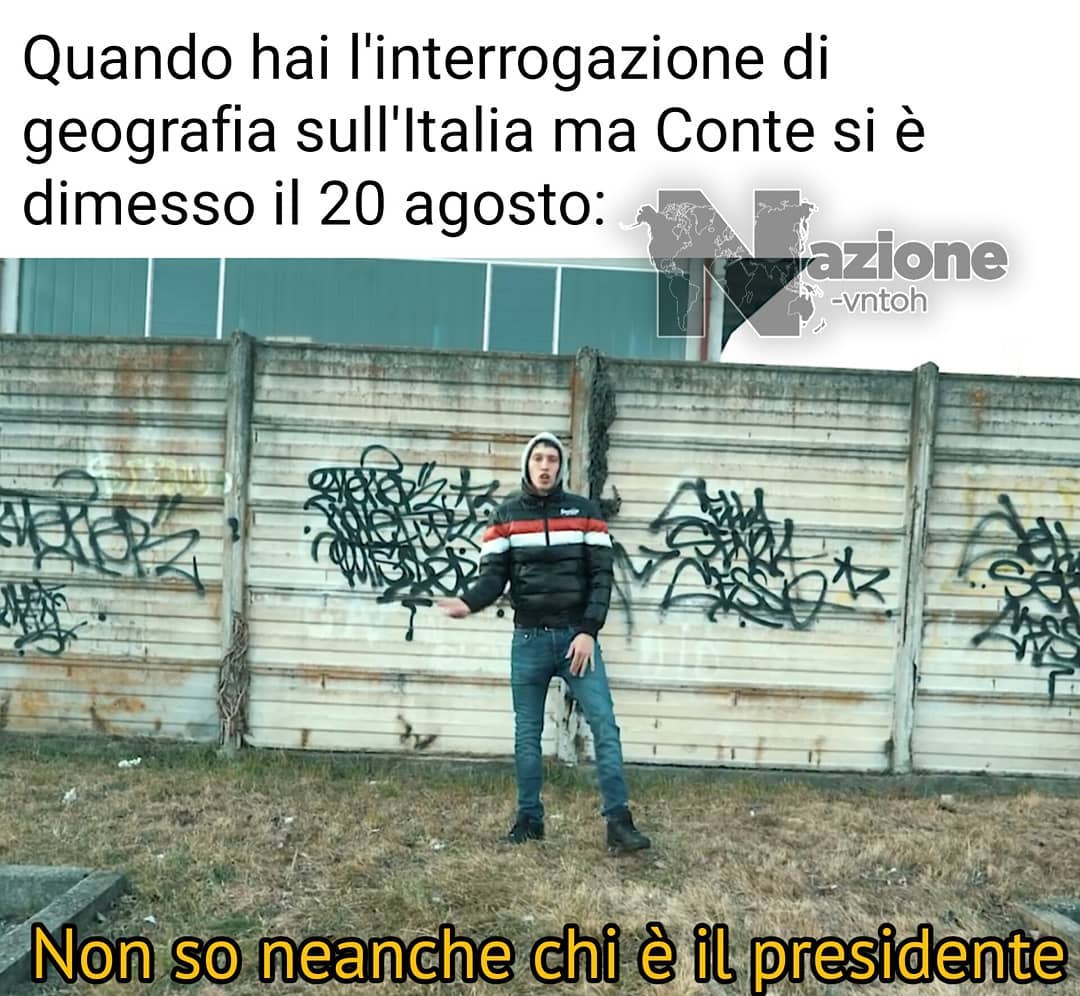 Quando hai l'interrogazione di
geografia sull'Italia ma Conte si è
dimesso il 20 agosto:
Nazione
-vntoh
Non so neanche chi è il presidente